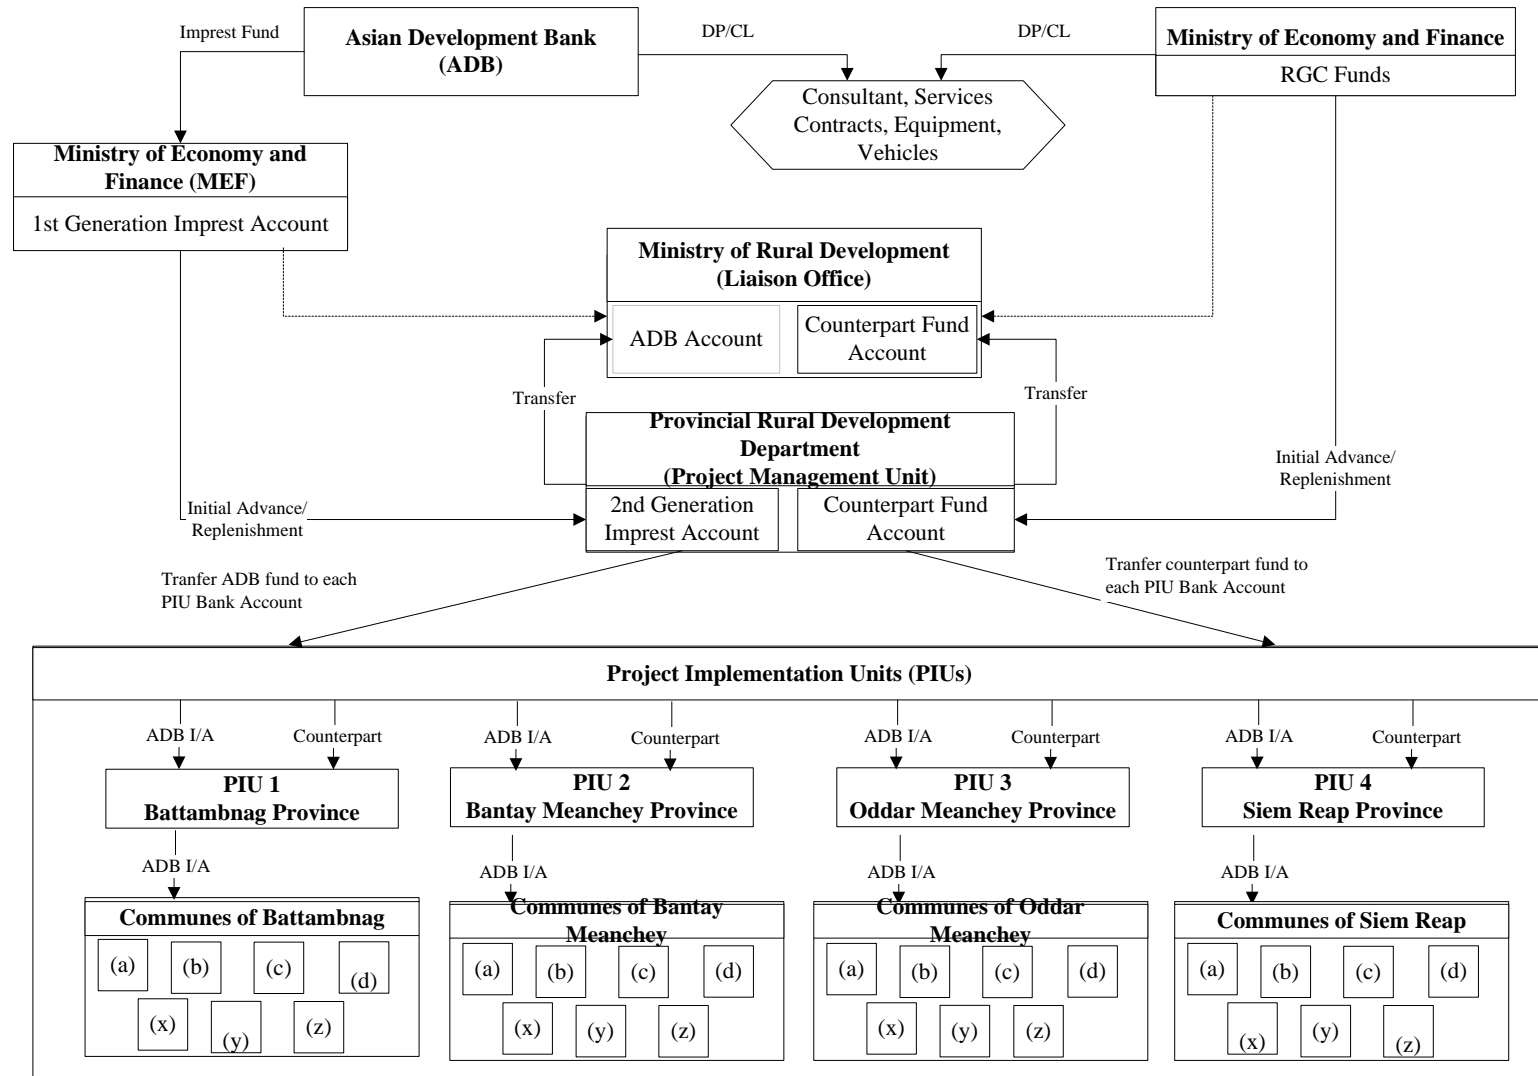 Imprest Fund
Asian Development Bank
(ADB)
DP/CL
DP/CL
Ministry of Economy and Finance
RGC Funds
Consultant, Services
Contracts, Equipment,
Vehicles
Ministry of Economy and
Finance (MEF)
1st Generation Imprest Account
Ministry of Rural Development
(Liaison Office)
ADB Account
Counterpart Fund
Account
Transfer
Transfer
Provincial Rural Development
Department
(Project Management Unit)
2nd Generation
Imprest Account
Counterpart Fund
Account
Initial Advance/
Replenishment
Initial Advance/
Replenishment
Tranfer ADB fund to each
PIU Bank Account
Tranfer counterpart fund to
each PIU Bank Account
Project Implementation Units (PIUs)
ADB I/A
Counterpart
ADB I/A
Counterpart
ADB I/A
Counterpart
ADB I/A
Counterpart
PIU 1
Battambnag Province
PIU 2
Bantay Meanchey Province
PIU 3
Oddar Meanchey Province
PIU 4
Siem Reap Province
ADB I/A
ADB I/A
ADB I/A
ADB I/A
Communes of Battambnag
(a) (b) (c) (d)
(x) (y) (z)
Communes of Bantay
Meanchey
(a) (b) (c) (d)
(x) (y) (z)
Communes of Oddar
Meanchey
(a) (b) (c) (d)
(x) (y) (z)
Communes of Siem Reap
(a) (b) (c) (d)
(x) (y) (z)